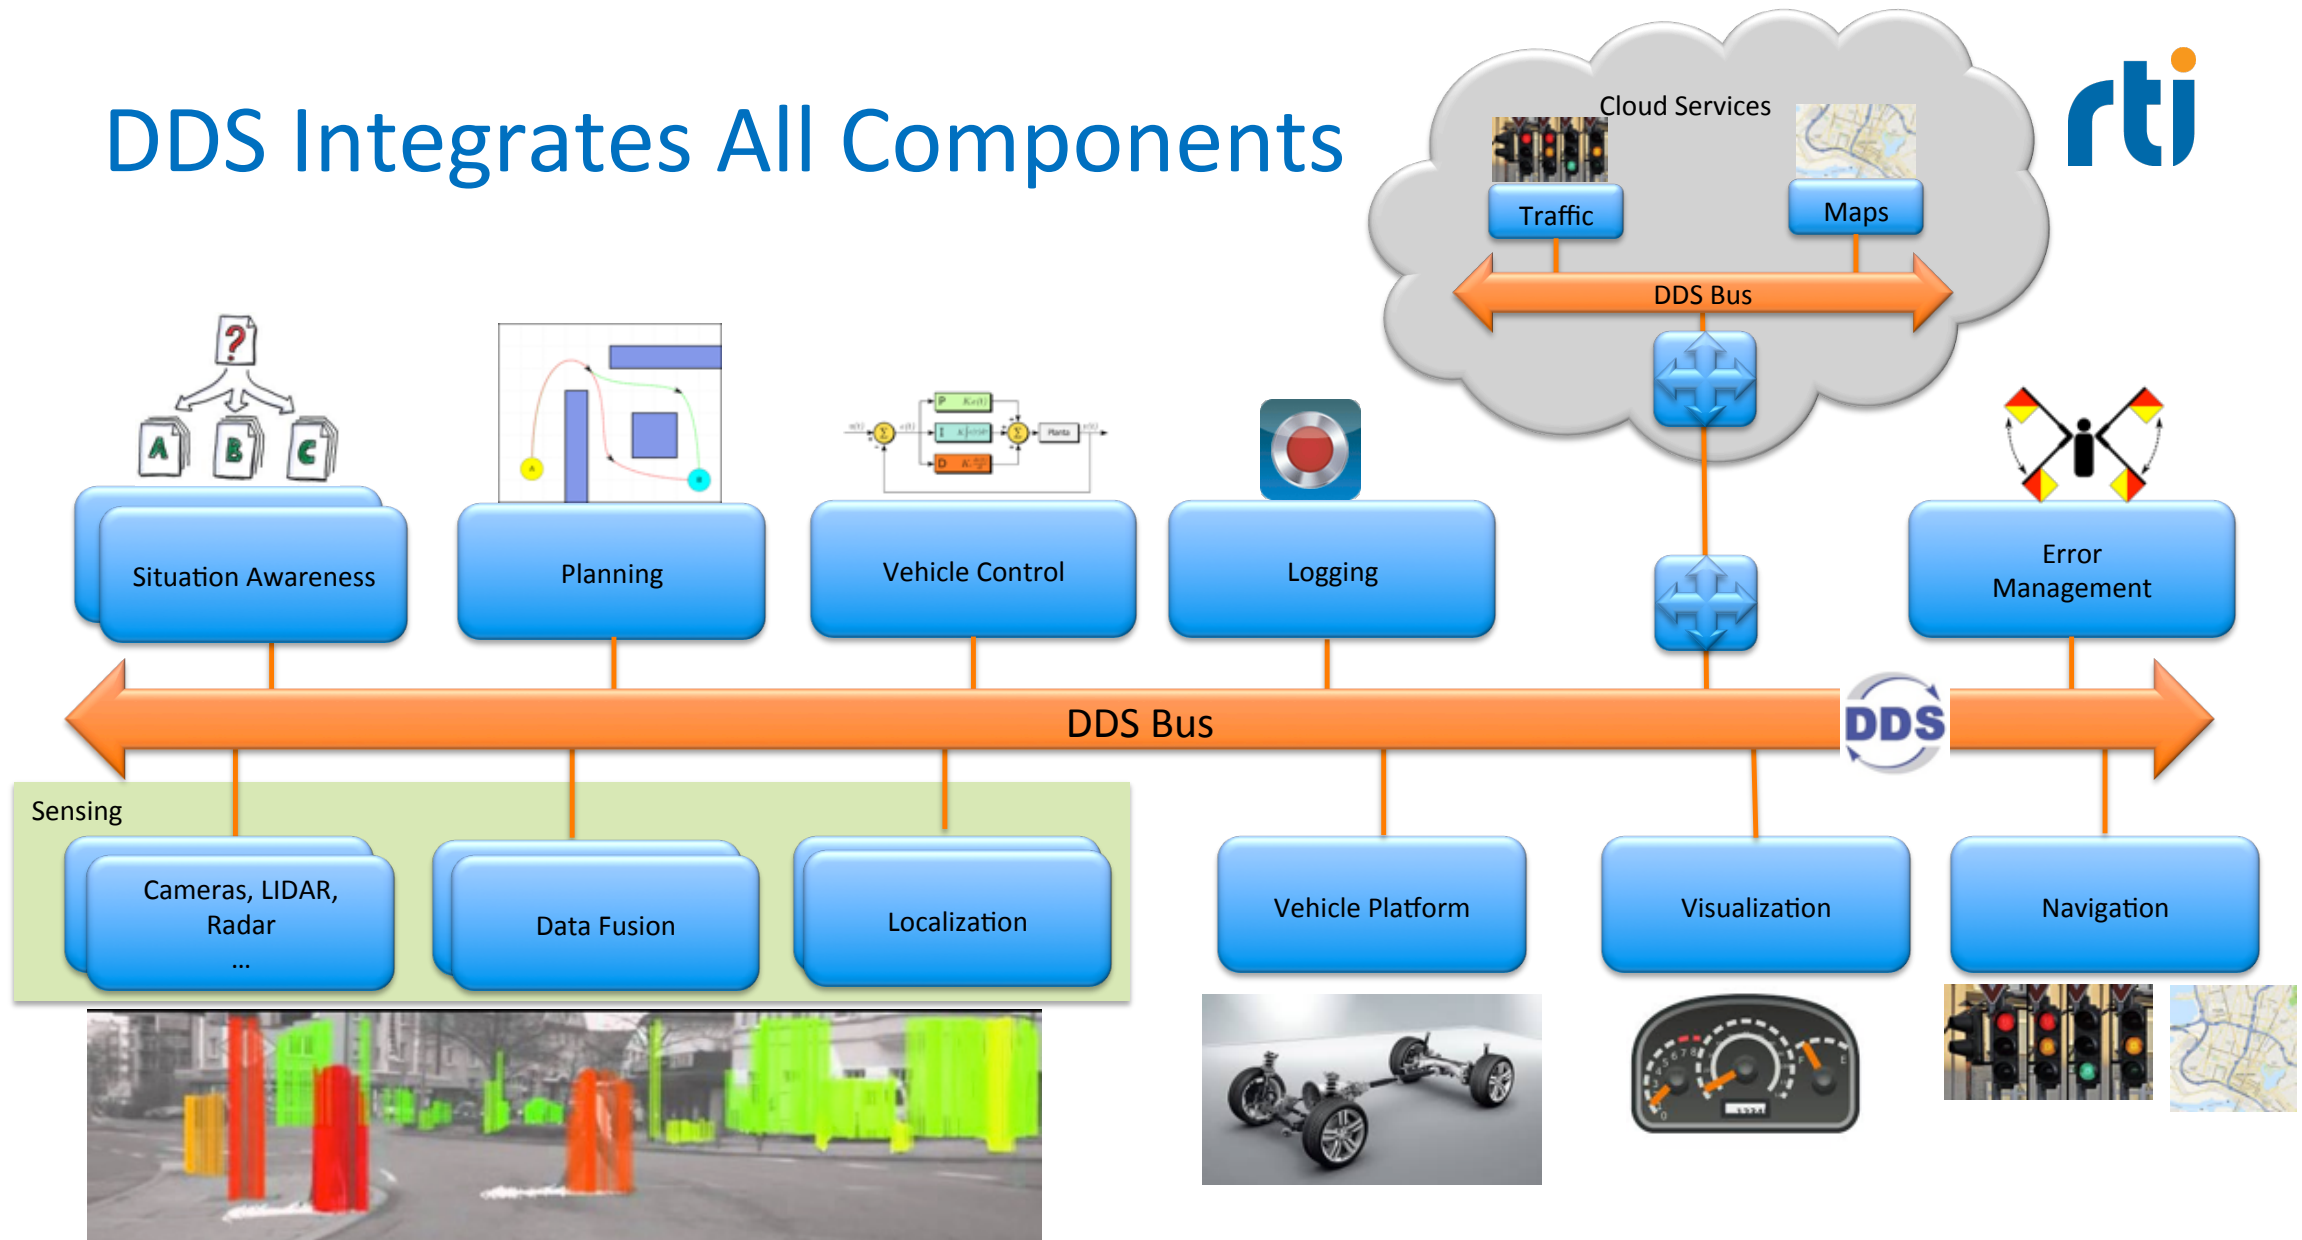 DDS Integrates All Components
rti
Cloud Services
Traffic
Maps
DDS Bus
?
A
B
C
A
P
I
D
Σ
Σ
Planta
Situation Awareness
Planning
Vehicle Control
Logging
Error
Management
DDS Bus
DDS
Sensing
Cameras, LIDAR,
Radar
...
Data Fusion
Localization
Vehicle Platform
Visualization
Navigation
F
E